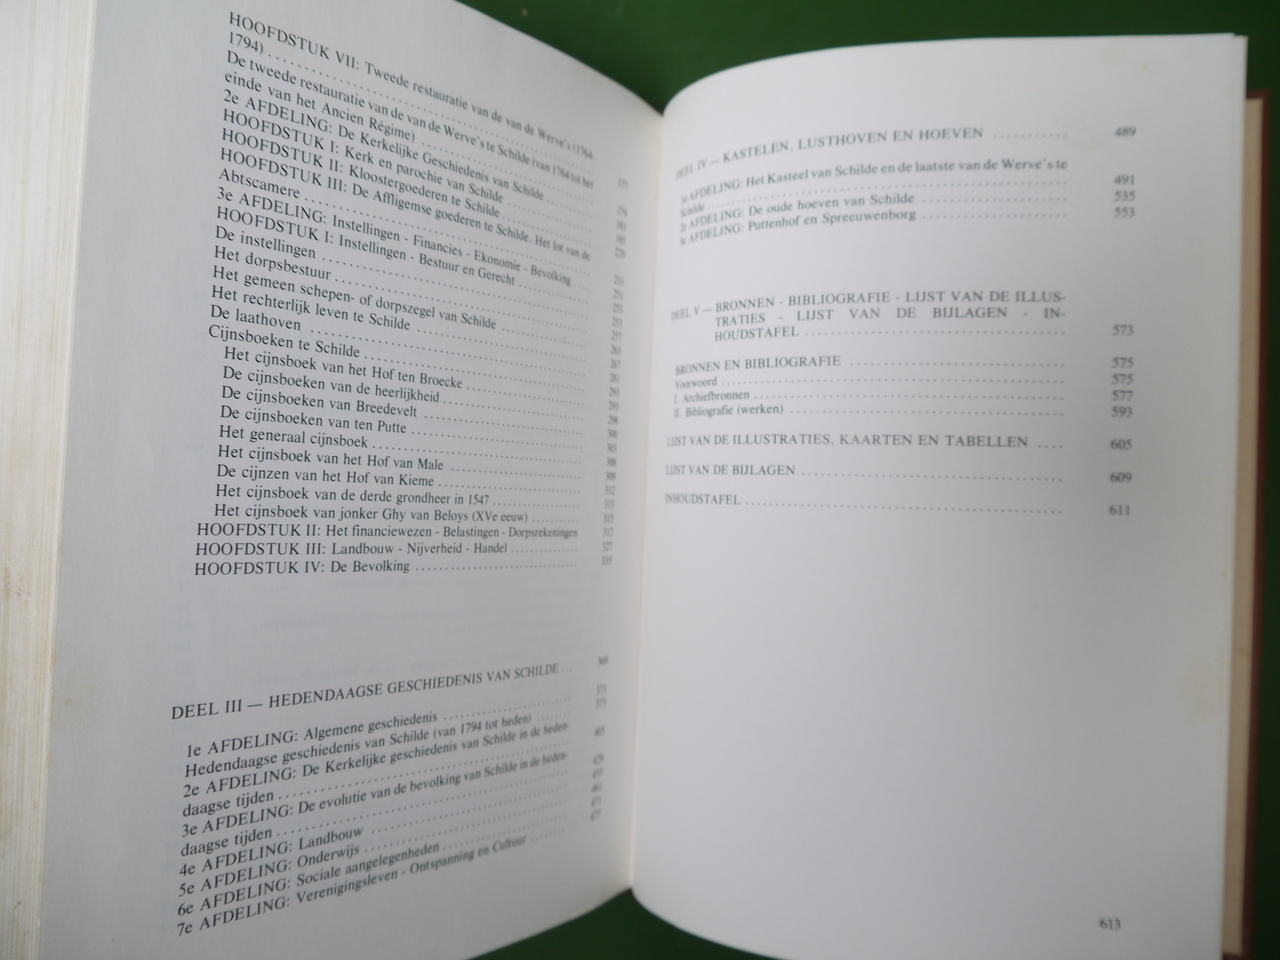 HOOFDSTUK VII: Tweede restauratie van de van de Werve's (1764-
1794)
De tweede restauratie van de van de Werve's te Schilde (van 1764 tot het
einde van het Ancien Régime) 177
2e AFDELING: De Kerkelijke Geschiedenis van Schilde
HOOFDSTUK I: Kerk en parochie van Schilde
HOOFDSTUK II: Kloostergoederen te Schilde
HOOFDSTUK III: De Affligemse goederen te Schilde. Het lot van de
Abtscamere
3e AFDELING: Instellingen - Financies - Ekonomie - Bevolking
HOOFDSTUK I: Instellingen - Bestuur en Gerecht
De instellingen
Het dorpsbestuur
Het gemeen schepen- of dorpszegel van Schilde
Het rechterlijk leven te Schilde
De laathoven
Cijnsboeken te Schilde
Het cijnsboek van het Hof ten Broecke
De cijnsboeken van de heerlijkheid
De cijnsboeken van Breedevelt
De cijnsboeken van ten Putte
Het generaal cijnsboek
Het cijnsboek van het Hof van Male
De cijnzen van het Hof van Kieme
Het cijnsboek van de derde grondheer in 1547 313
Het cijnsboek van jonker Ghy van Beloys (XVe eeuw) 315
HOOFDSTUK II: Het financiewezen - Belastingen - Dorpsrekeningen 317
HOOFDSTUK III: Landbouw - Nijverheid - Handel 327
HOOFDSTUK IV: De Bevolking 335
DEEL III — HEDENDAAGSE GESCHIEDENIS VAN SCHILDE 369
1e AFDELING: Algemene geschiedenis 371
Hedendaagse geschiedenis van Schilde (van 1794 tot heden) 373
2e AFDELING: De Kerkelijke geschiedenis van Schilde in de heden-
daagse tijden 405
3e AFDELING: De evolutie van de bevolking van Schilde in de heden-
daagse tijden 429
4e AFDELING: Landbouw
5e AFDELING: Onderwijs 461
6e AFDELING: Sociale aangelegenheden
7e AFDELING: Verenigingsleven - Ontspanning en Cultuur 477
DEEL IV — KASTELEN, LUSTHOVEN EN HOEVEN 489
1e AFDELING: Het Kasteel van Schilde en de laatste van de Werve's te
Schilde 491
2e AFDELING: De oude hoeven van Schilde 535
3e AFDELING: Puttenhof en Spreeuwenborg 553
DEEL V — BRONNEN - BIBLIOGRAFIE - LIJST VAN DE ILLUS-
TRATIES - LIJST VAN DE BIJLAGEN - IN-
HOUDSTAFEL 573
BRONNEN EN BIBLIOGRAFIE 575
Voorwoord 575
I. Archiefbronnen 577
II. Bibliografie (werken) 593
LIJST VAN DE ILLUSTRATIES, KAARTEN EN TABELLEN 605
LIJST VAN DE BIJLAGEN 609
INHOUDSTAFEL 611
613